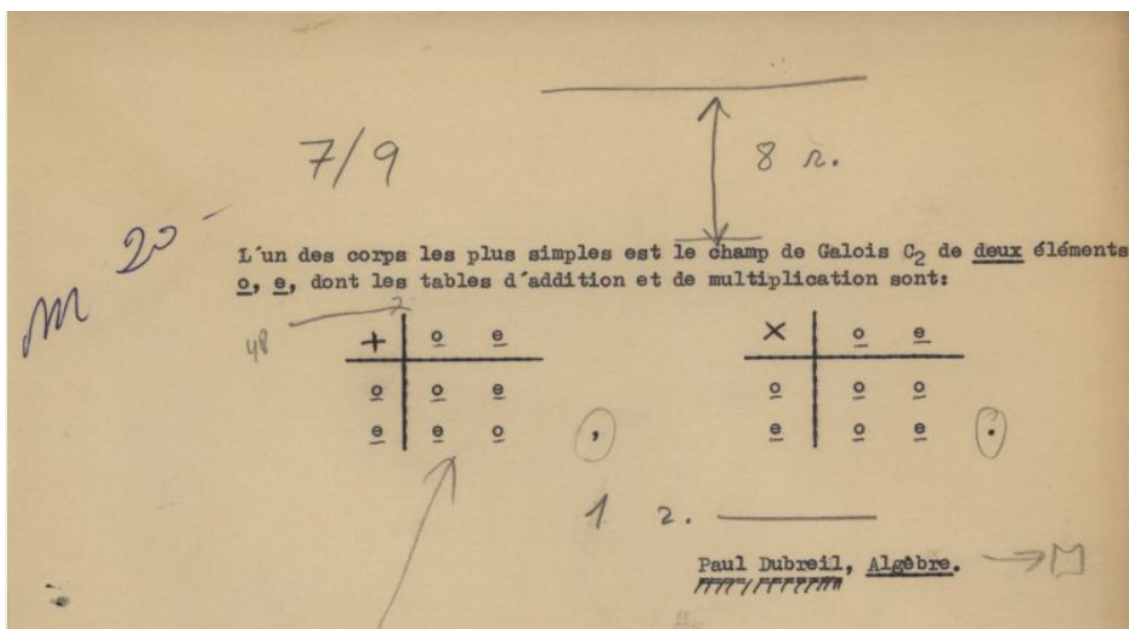 7/9
8 r.
m 20 -
L'un des corps les plus simples est le champ de Galois C₂ de deux éléments
o, e, dont les tables d'addition et de multiplication sont:
48
+ o e
o o e
e e o ,
× o e
o o o
e o e .
1 r.
Paul Dubreil, Algèbre.